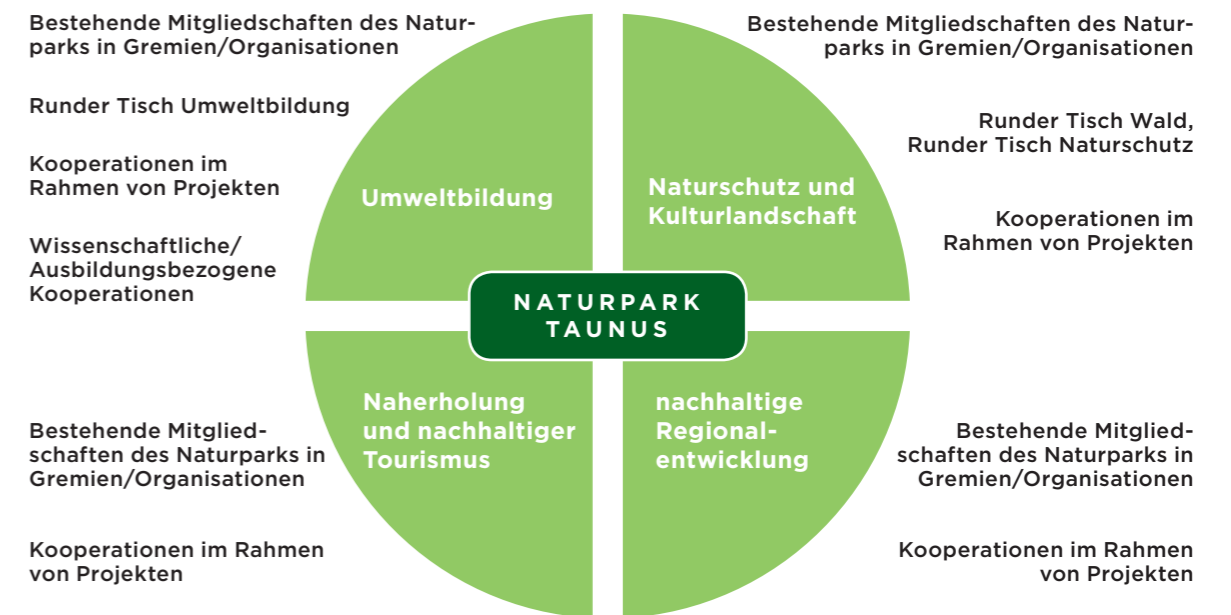 Bestehende Mitgliedschaften des Natur-
parks in Gremien/Organisationen
Runder Tisch Umweltbildung
Kooperationen im
Rahmen von Projekten
Wissenschaftliche/
Ausbildungsbezogene
Kooperationen
Umweltbildung
Bestehende Mitgliedschaften des Natur-
parks in Gremien/Organisationen
Runder Tisch Wald,
Runder Tisch Naturschutz
Kooperationen im
Rahmen von Projekten
Naturschutz und
Kulturlandschaft
NATURPARK
TAUNUS
Bestehende Mitglied-
schaften des Naturparks in
Gremien/Organisationen
Kooperationen im Rahmen
von Projekten
Naherholung
und nachhaltiger
Tourismus
nachhaltige
Regional-
entwicklung
Bestehende Mitglied-
schaften des Naturparks in
Gremien/Organisationen
Kooperationen im Rahmen
von Projekten